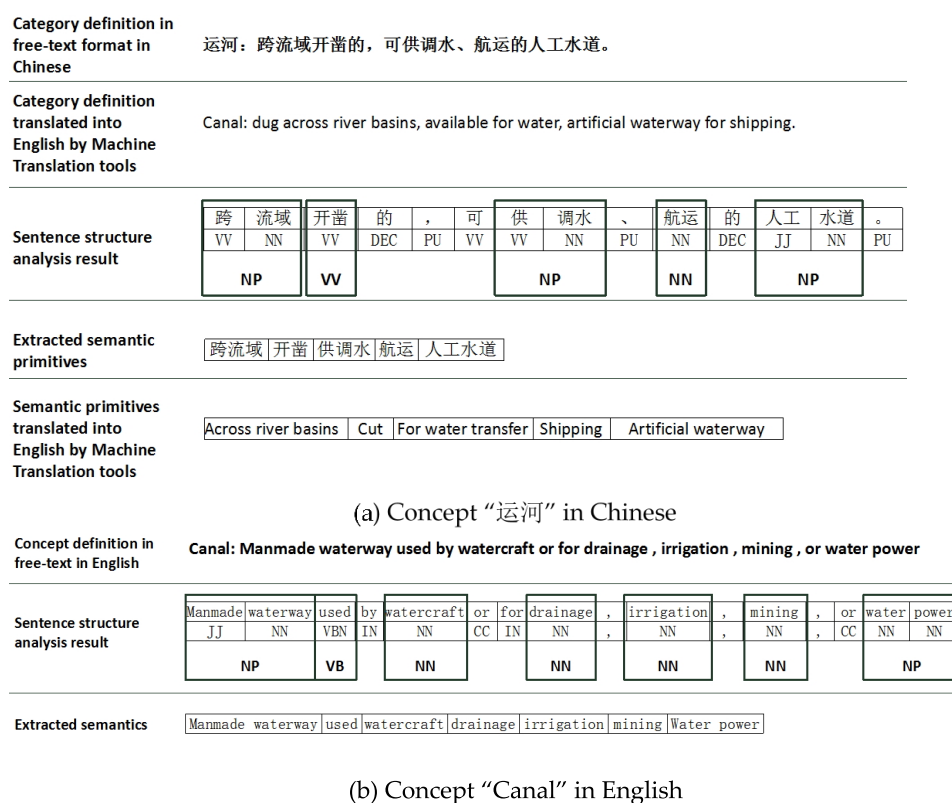 Category definition in
free-text format in
Chinese
运河：跨流域开凿的，可供调水、航运的人工水道。
Category definition
translated into
English by Machine
Translation tools
Canal: dug across river basins, available for water, artificial waterway for shipping.
Sentence structure
analysis result
跨 流域 开凿 的 ， 可 供 调水 、 航运 的 人工 水道 。
VV NN VV DEC PU VV VV NN PU NN DEC JJ NN PU
NP VV NP NN NP
Extracted semantic
primitives
跨流域 开凿 供调水 航运 人工水道
Semantic primitives
translated into
English by Machine
Translation tools
Across river basins Cut For water transfer Shipping Artificial waterway
(a) Concept “运河” in Chinese
Concept definition in
free-text in English
Canal: Manmade waterway used by watercraft or for drainage , irrigation , mining , or water power
Sentence structure
analysis result
Manmade waterway used by watercraft or for drainage , irrigation , mining , or water power
JJ NN VBN IN NN CC IN NN , NN , NN , CC NN NN
NP VB NN NN NN NN NP
Extracted semantics
Manmade waterway used watercraft drainage irrigation mining Water power
(b) Concept “Canal” in English